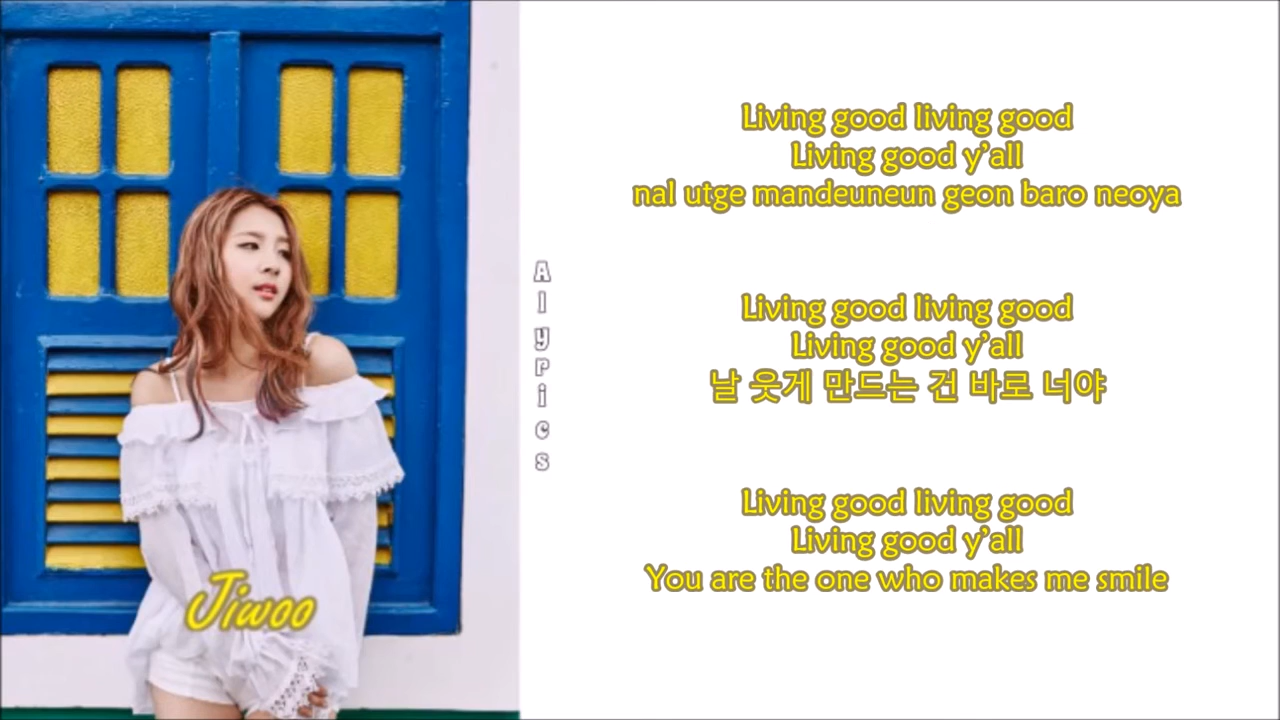 Living good living good
Living good y'all
nal utge mandeuneun geon baro neoya
Living good living good
Living good y'all
날 웃게 만드는 건 바로 너야
Living good living good
Living good y'all
You are the one who makes me smile
Alyrics
Jiwoo